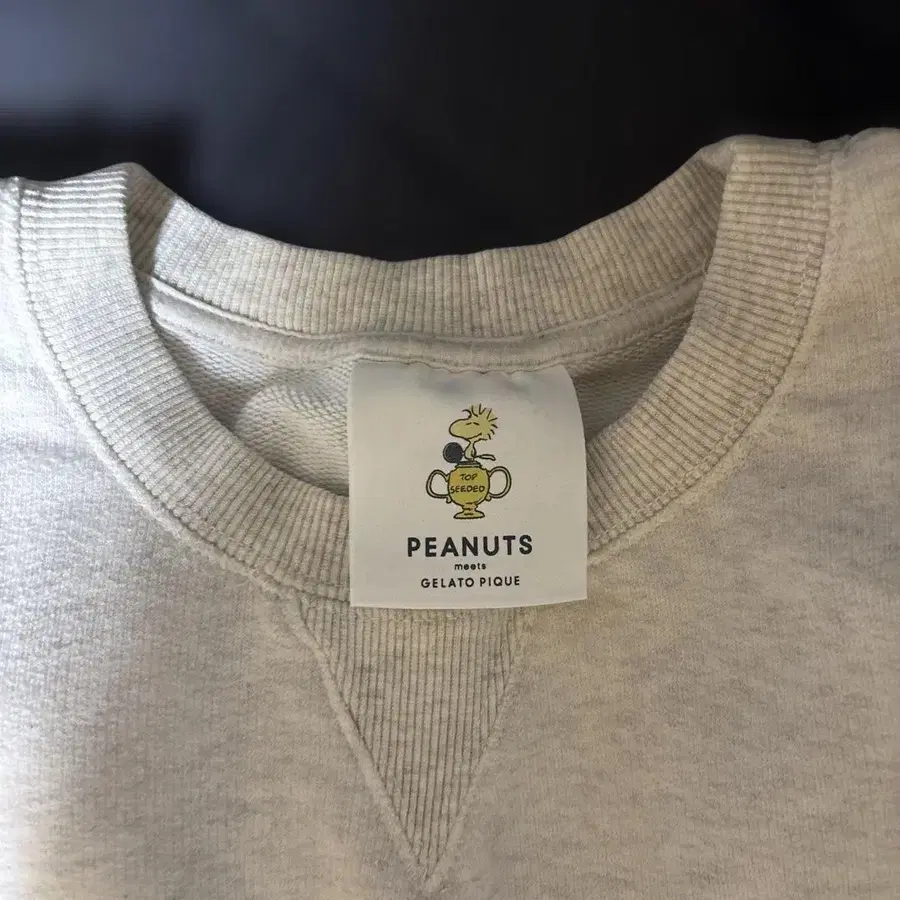 TOP
SEEDED
PEANUTS
meets
GELATO PIQUE